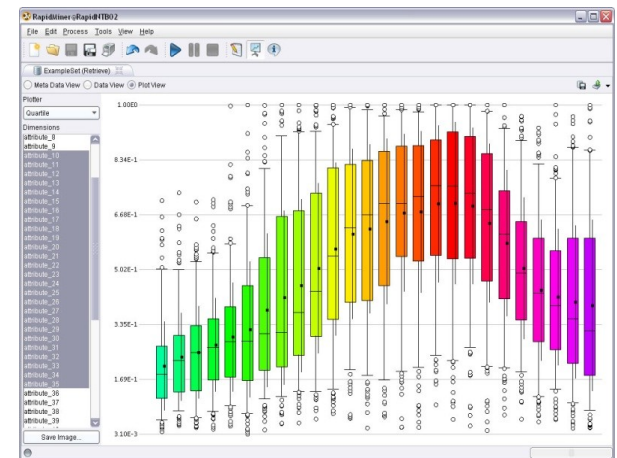 RapidMiner@RapidNTB02
File Edit Process Tools View Help
ExampleSet (Retrieve)
Meta Data View Data View Plot View
Plotter
Quartile
Dimensions
attribute_8
attribute_9
attribute_10
attribute_11
attribute_12
attribute_13
attribute_14
attribute_15
attribute_16
attribute_17
attribute_18
attribute_19
attribute_20
attribute_21
attribute_22
attribute_23
attribute_24
attribute_25
attribute_26
attribute_27
attribute_28
attribute_29
attribute_30
attribute_31
attribute_32
attribute_33
attribute_34
attribute_35
attribute_36
attribute_37
attribute_38
attribute_39
Save Image...
1.00E0
8.34E-1
6.68E-1
5.02E-1
3.35E-1
1.69E-1
3.10E-3